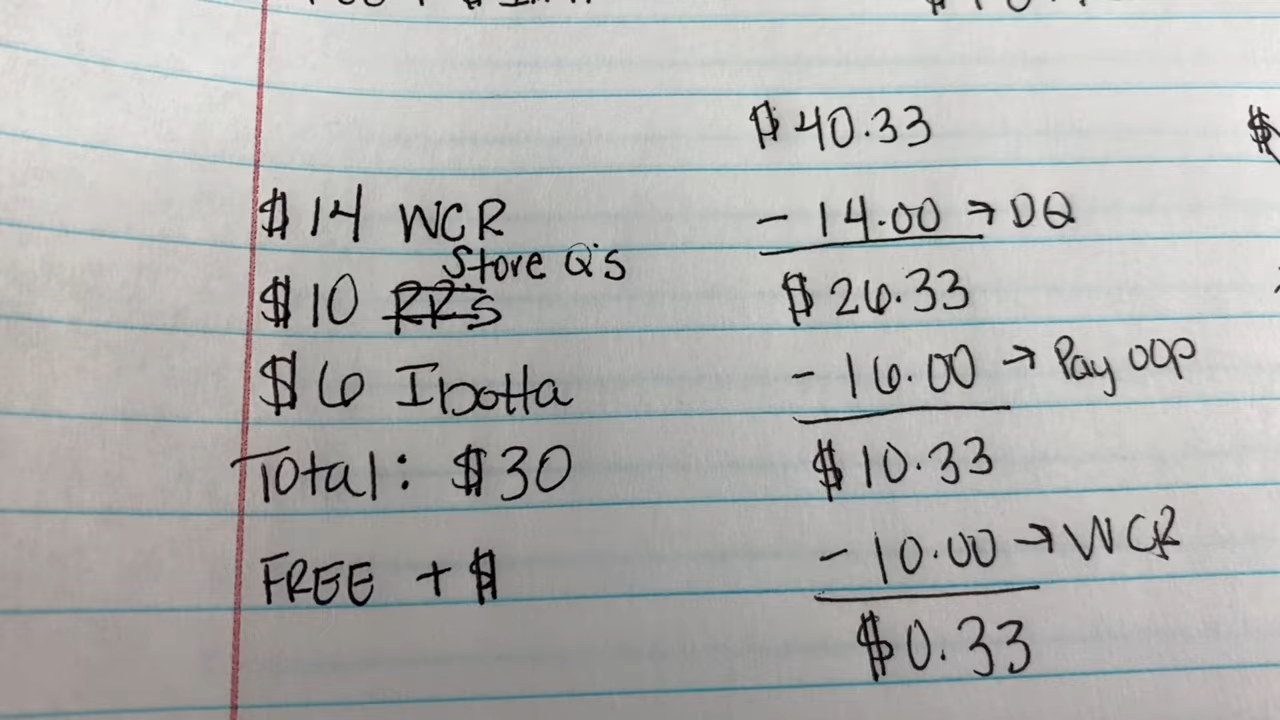 $40.33
$14 WCR
- 14.00 → DQ
Store Q's
$10 RR's
$26.33
$6 Ibotta
- 16.00 → Pay OOP
Total: $30
$10.33
- 10.00 → WCR
FREE + $
$0.33